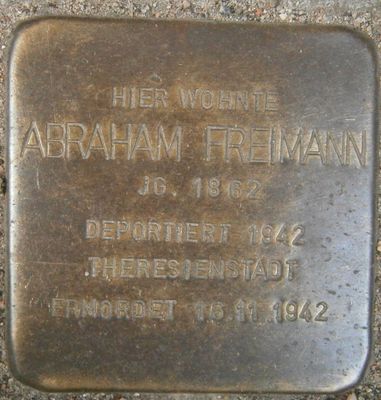 HIER WOHNTE
ABRAHAM FREIMANN
JG. 1862
DEPORTIERT 1942
THERESIENSTADT
ERMORDET 16.11.1942